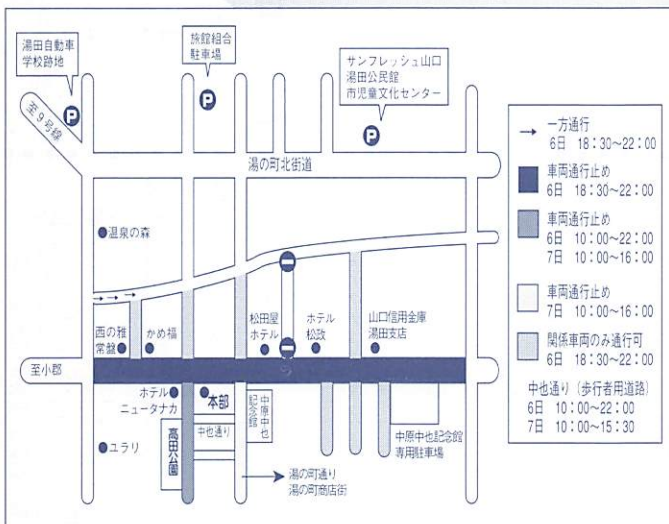 湯田自動車
学校跡地
P
旅館組合
駐車場
P
サンフレッシュ山口
湯田公民館
市児童文化センター
P
至9号線
湯の町北街道
温泉の森
西の雅
常盤
かめ福
松田屋
ホテル
ホテル
松政
山口信用金庫
湯田支店
至小郡
ホテル
ニュータナカ
本部
中原中也
記念館
中也通り
高田公園
ユラリ
中原中也記念館
専用駐車場
湯の町通り
湯の町商店街
一方通行
6日 18:30~22:00
車両通行止め
6日 18:30~22:00
車両通行止め
6日 10:00~22:00
7日 10:00~16:00
車両通行止め
7日 10:00~16:00
関係車両のみ通行可
6日 18:30~22:00
中也通り(歩行者用道路)
6日 10:00~22:00
7日 10:00~15:30